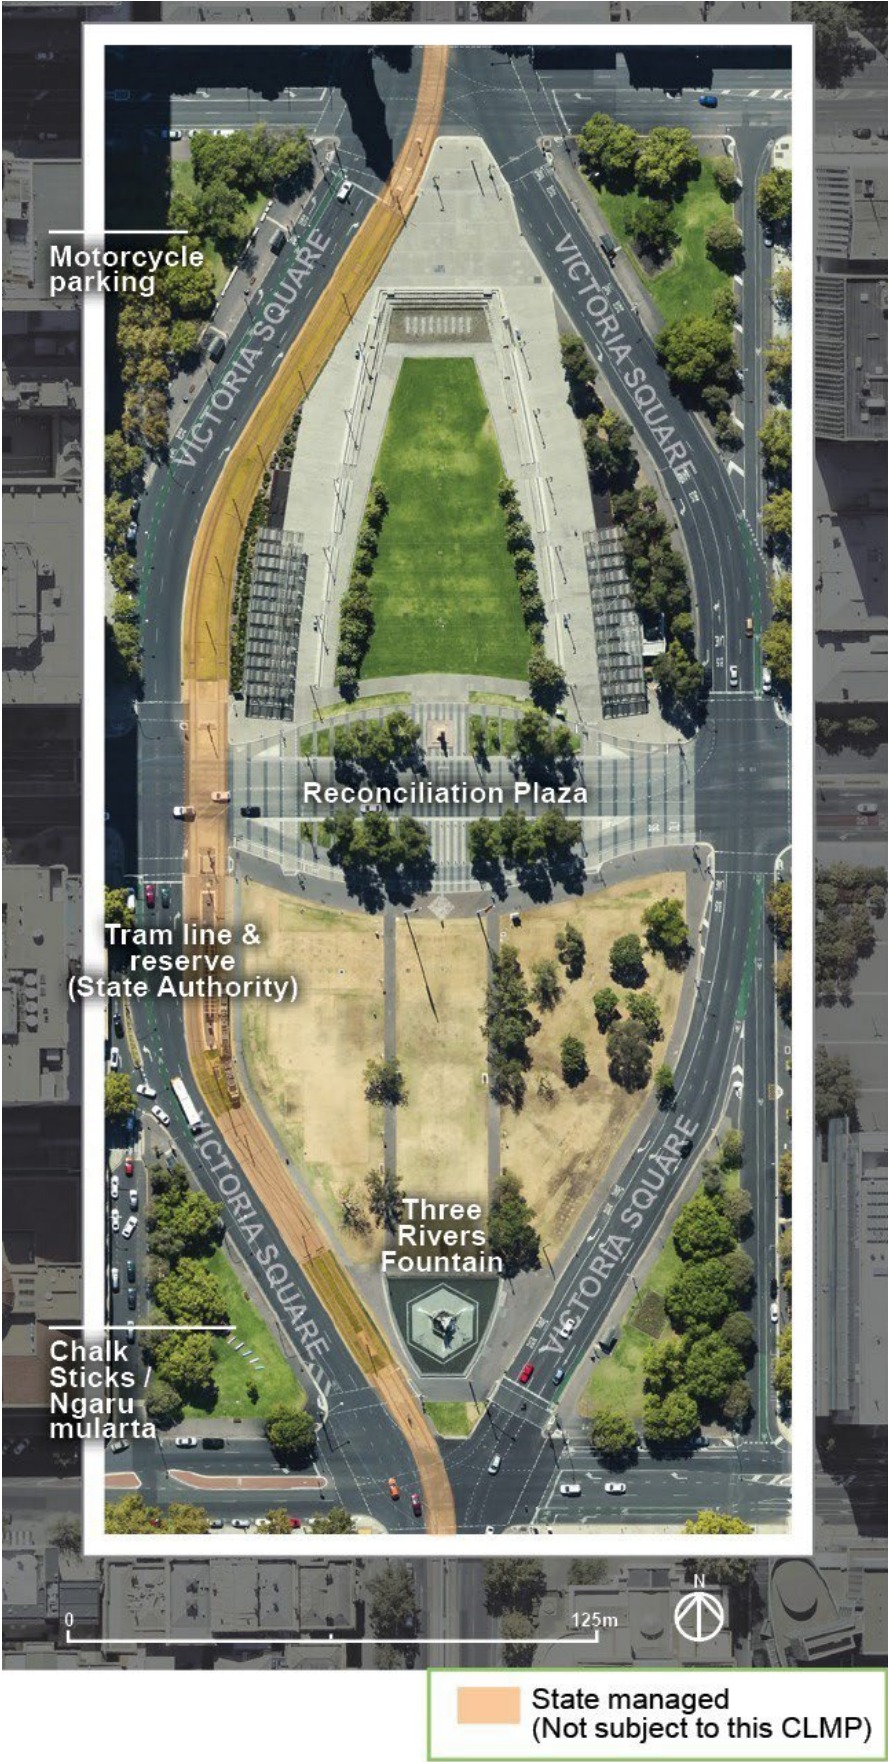 VICTORIA SQUARE
VICTORIA SQUARE
Motorcycle
parking
Reconciliation Plaza
Tram line &
reserve
(State Authority)
VICTORIA SQUARE
VICTORIA SQUARE
Three
Rivers
Fountain
Chalk
Sticks /
Ngaru
mularta
N
0
125m
State managed
(Not subject to this CLMP)